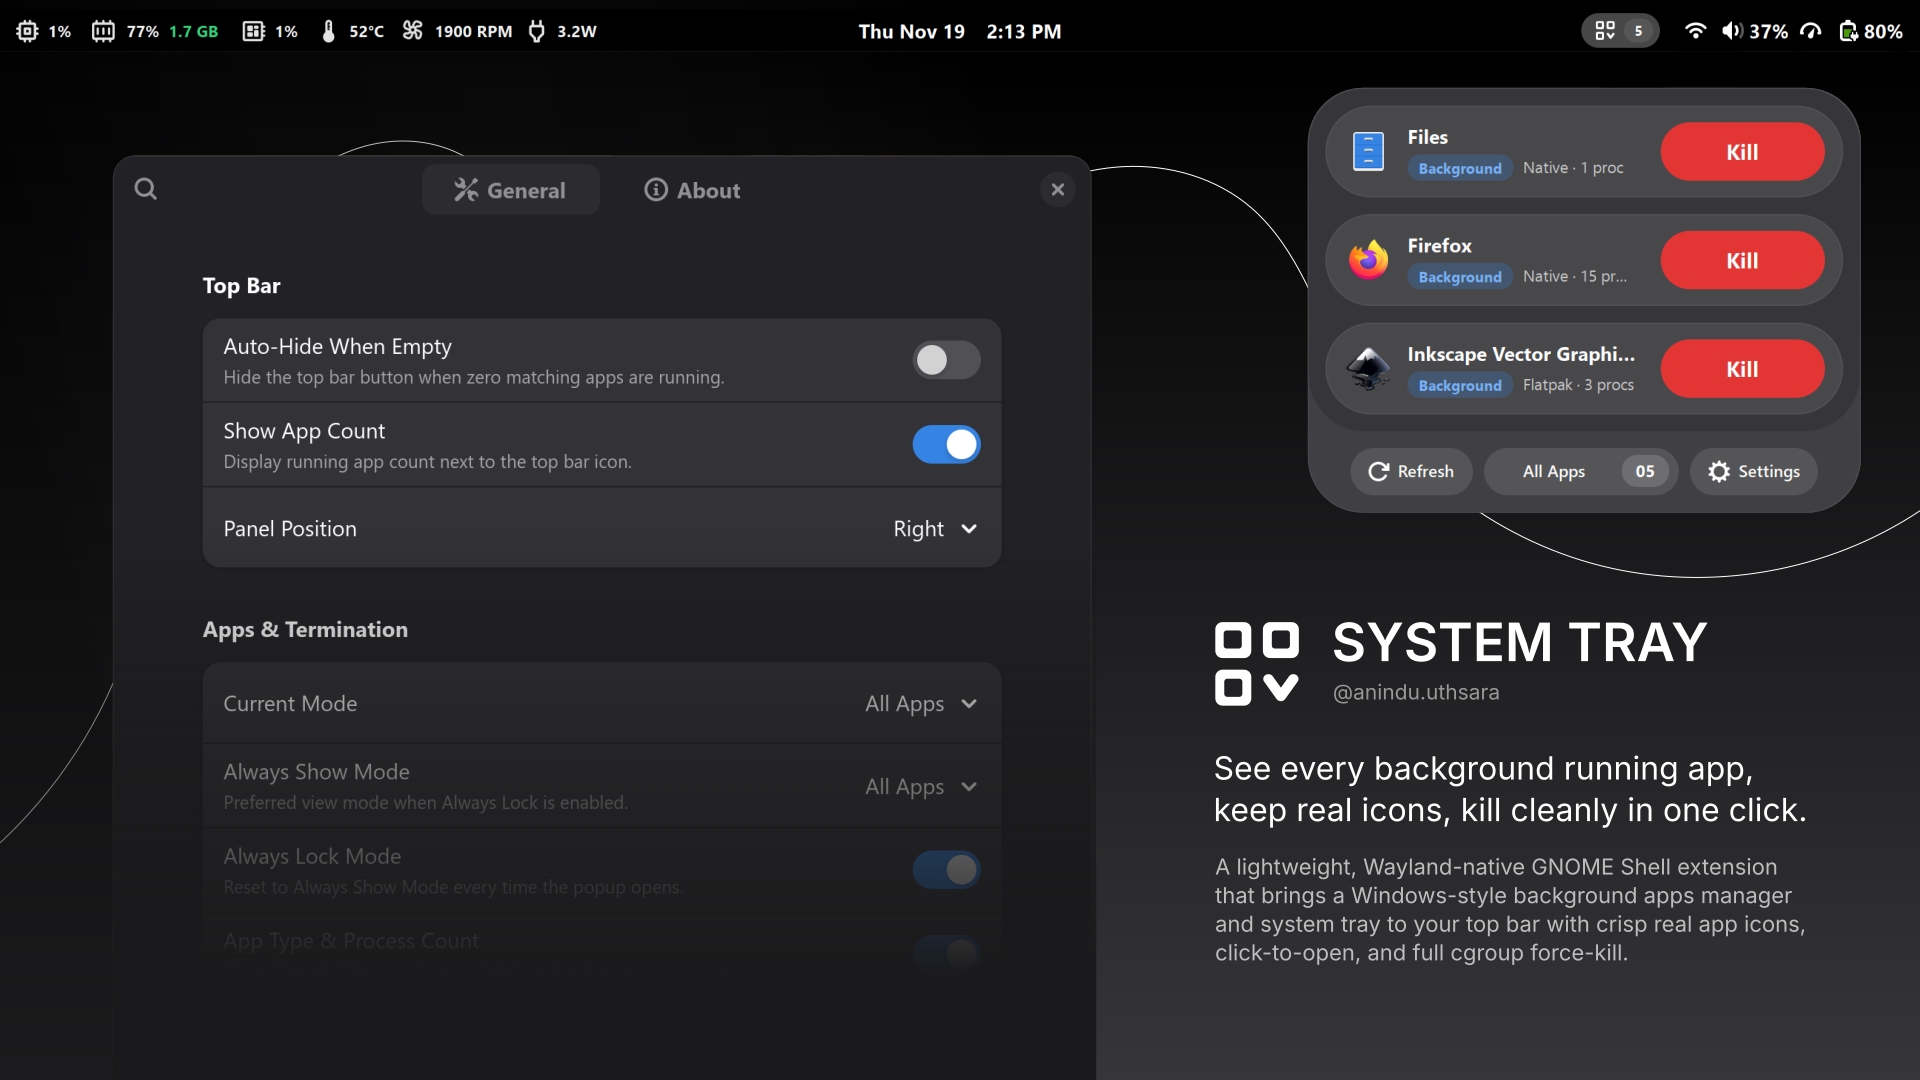 1% 77% 1.7 GB 1% 52°C 1900 RPM 3.2W Thu Nov 19 2:13 PM 5 37% 80%
General About
Top Bar
Auto-Hide When Empty
Hide the top bar button when zero matching apps are running.
Show App Count
Display running app count next to the top bar icon.
Panel Position Right
Apps & Termination
Current Mode All Apps
Always Show Mode All Apps
Preferred view mode when Always Lock is enabled.
Always Lock Mode
Reset to Always Show Mode every time the popup opens.
App Type & Process Count
Files
Background Native · 1 proc
Kill
Firefox
Background Native · 15 pr...
Kill
Inkscape Vector Graphi...
Background Flatpak · 3 procs
Kill
Refresh All Apps 05 Settings
SYSTEM TRAY
@anindu.uthsara
See every background running app,
keep real icons, kill cleanly in one click.
A lightweight, Wayland-native GNOME Shell extension
that brings a Windows-style background apps manager
and system tray to your top bar with crisp real app icons,
click-to-open, and full cgroup force-kill.